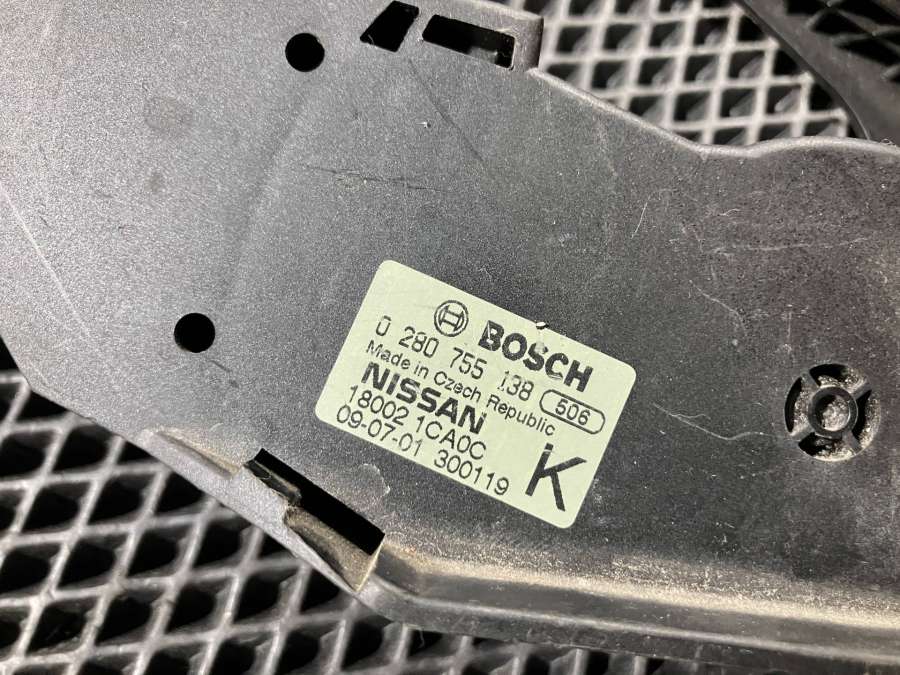 BOSCH
0 280 755 138 506
Made in Czech Republic
NISSAN
18002 1CA0C
09-07-01 300119
K